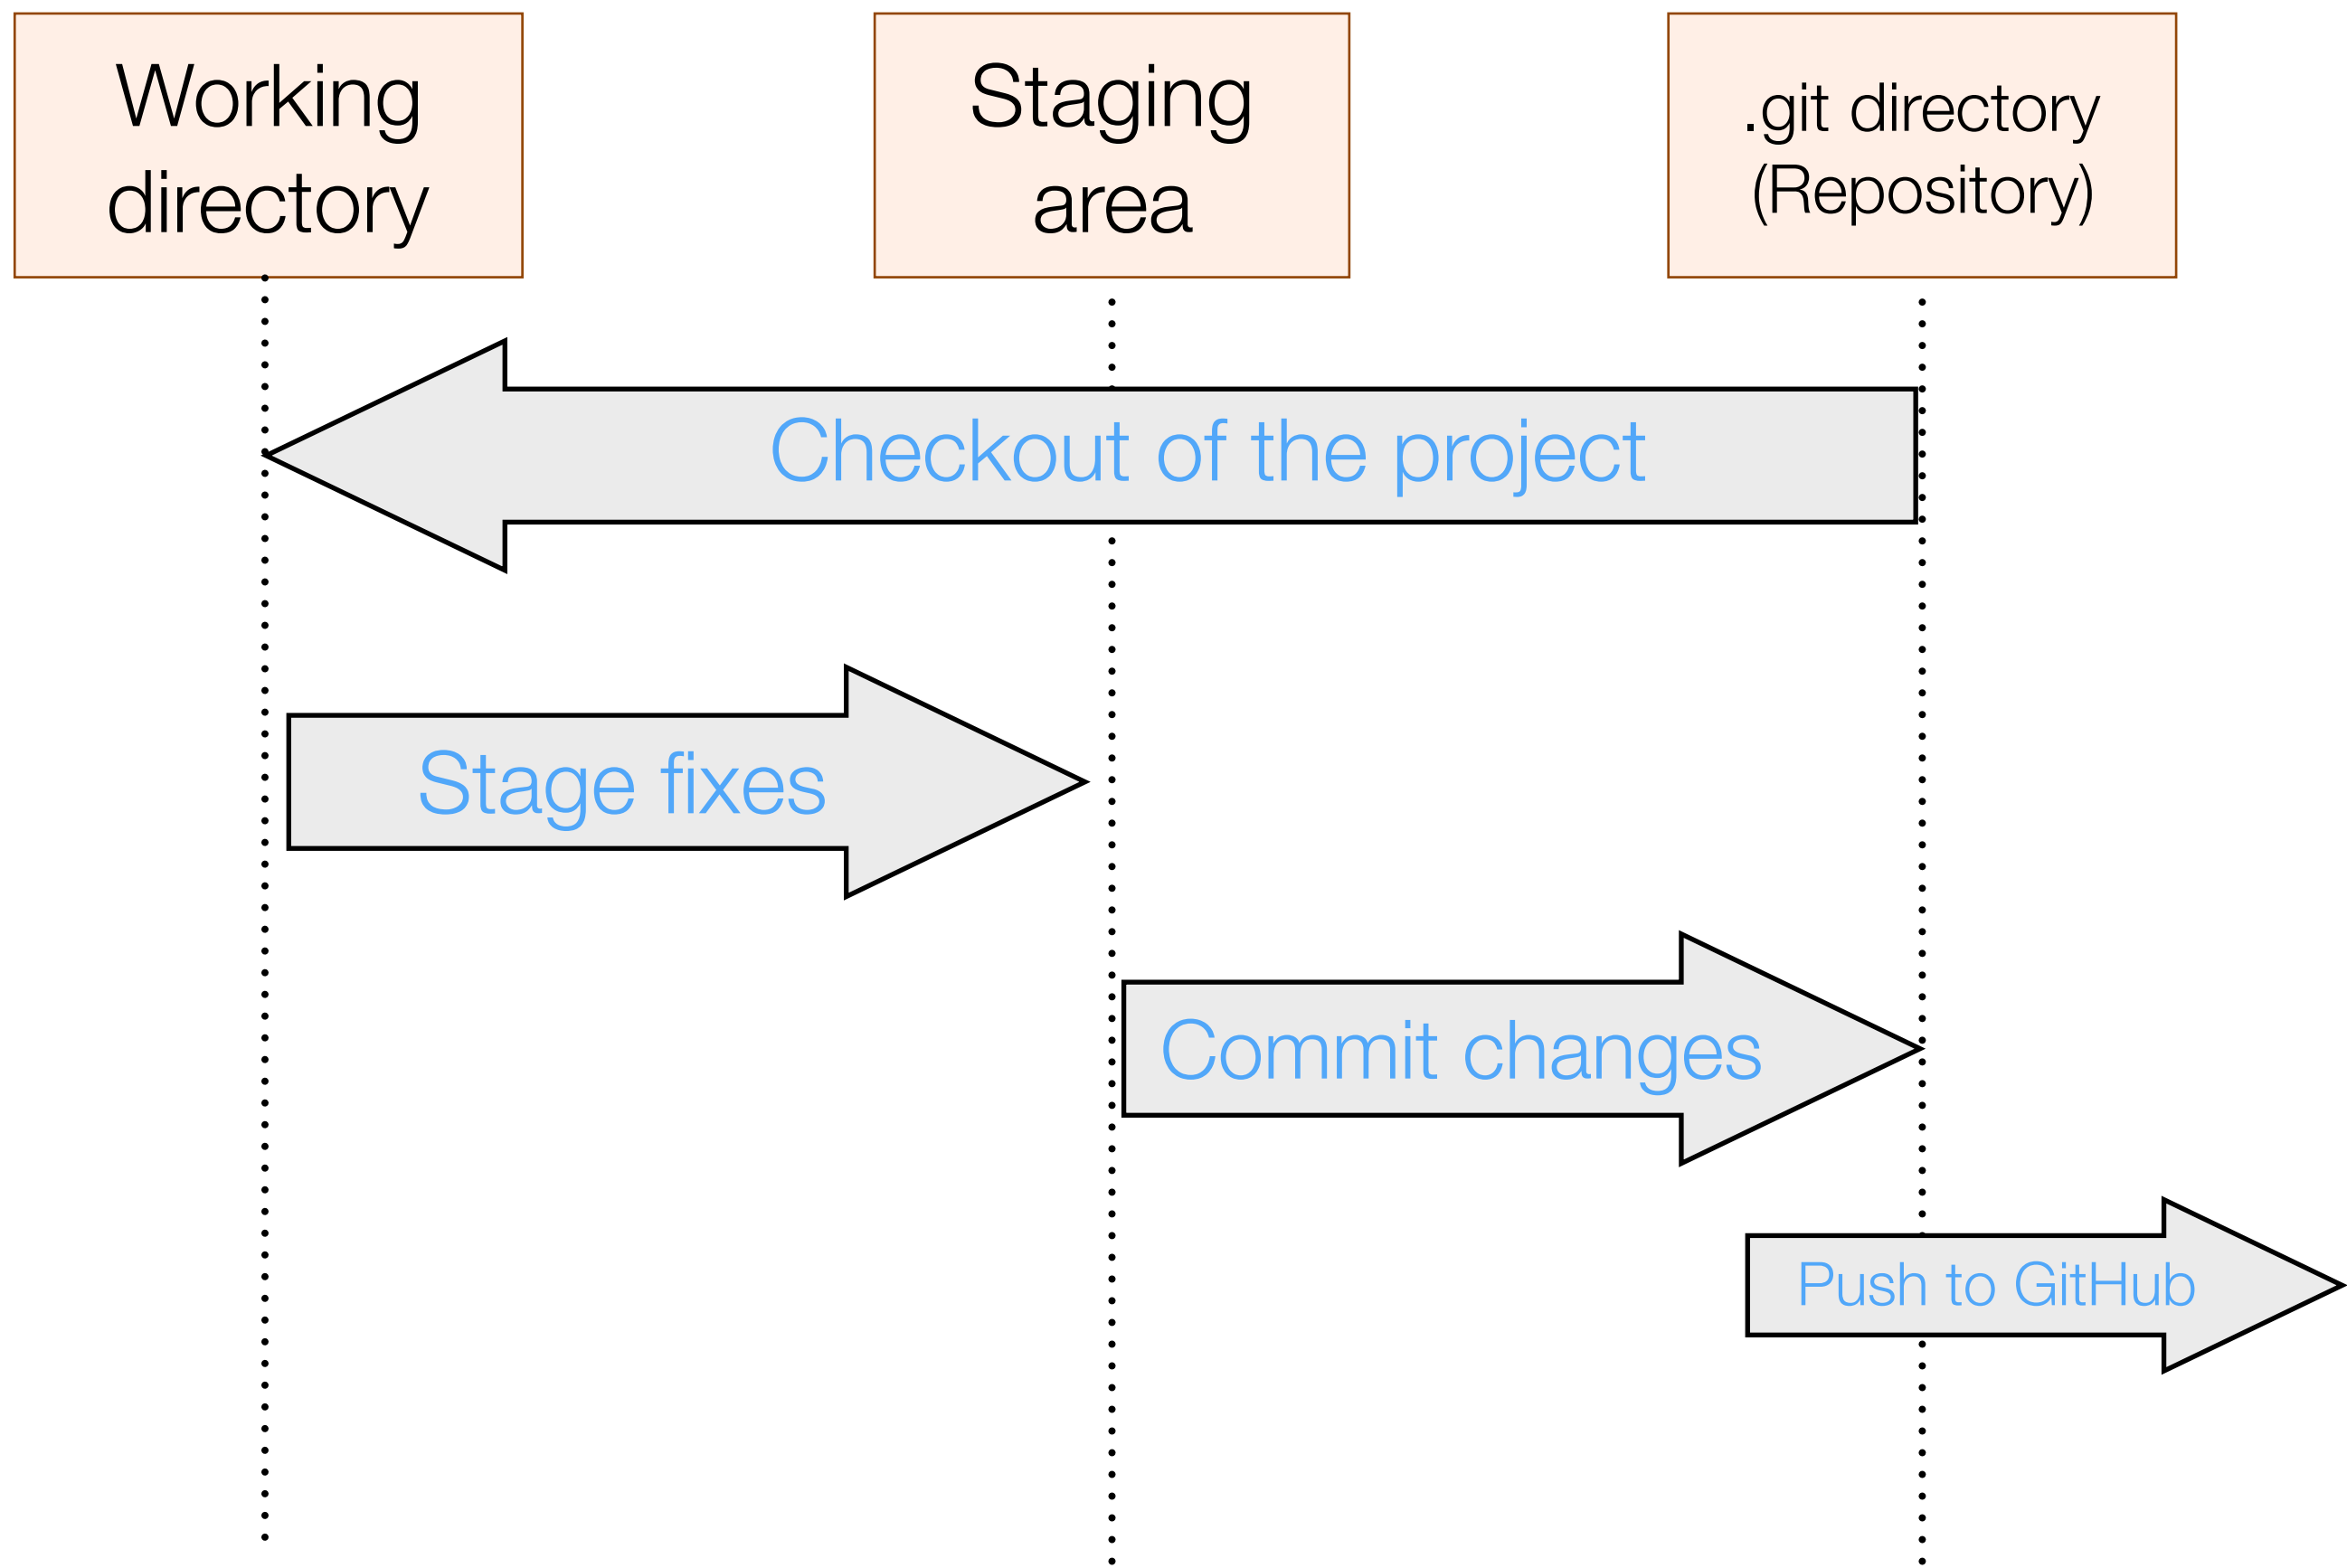 Working
directory
Staging
area
.git directory
(Repository)
Checkout of the project
Stage fixes
Commit changes
Push to GitHub